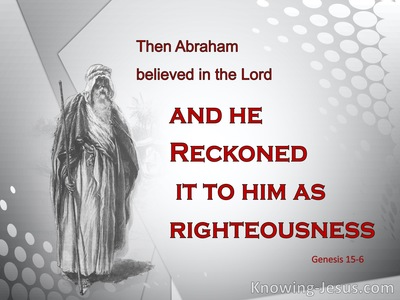 Then Abraham
believed in the Lord
AND HE
RECKONED
IT TO HIM AS
RIGHTEOUSNESS
Genesis 15-6
Knowing-Jesus.com